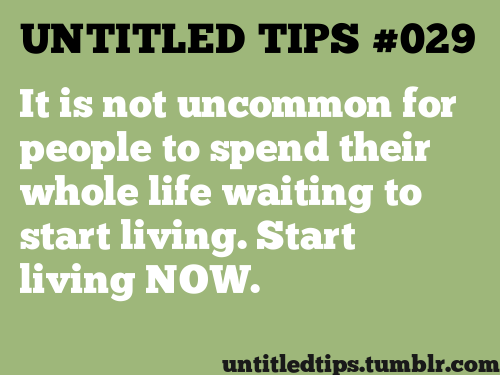 UNTITLED TIPS #029
It is not uncommon for
people to spend their
whole life waiting to
start living. Start
living NOW.
untitledtips.tumblr.com